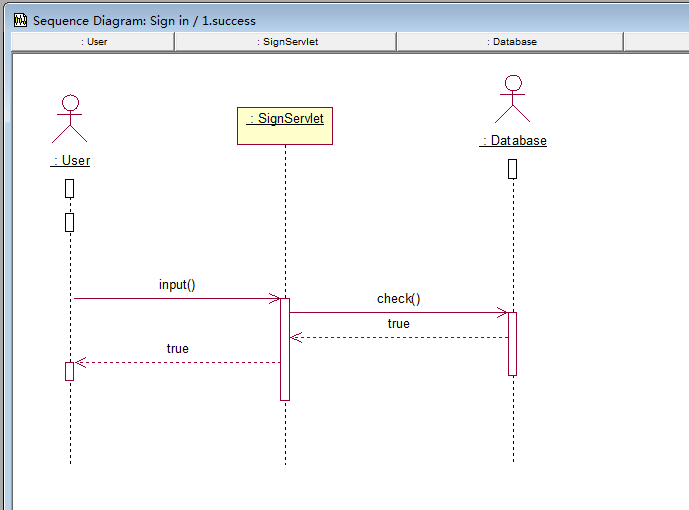 Sequence Diagram: Sign in / 1.success
: User
: SignServlet
: Database
: User
: SignServlet
: Database
input()
check()
true
true